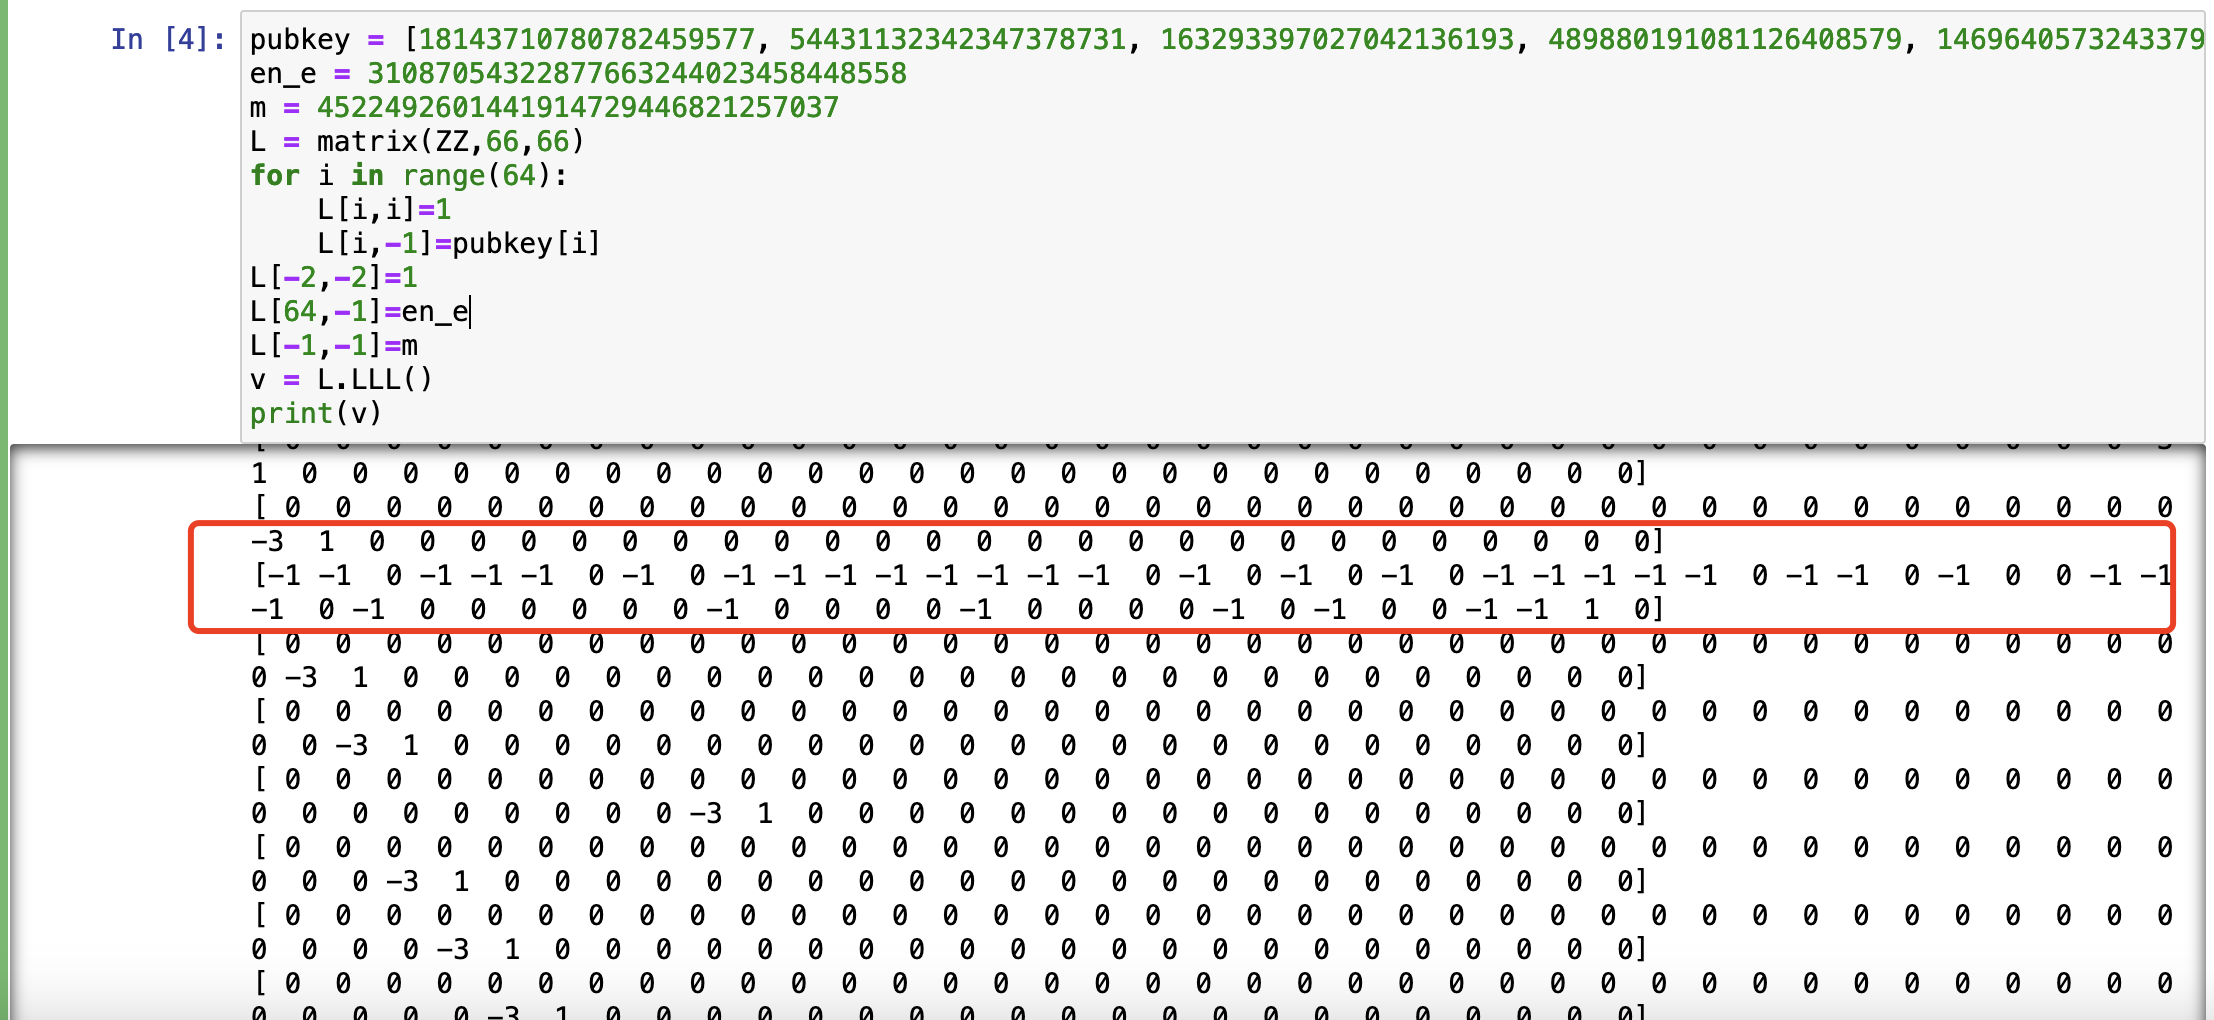 In [4]: pubkey = [18143710780782459577, 54431132342347378731, 163293397027042136193, 489880191081126408579, 1469640573243379
en_e = 31087054322877663244023458448558
m = 4522492601441914729446821257037
L = matrix(ZZ,66,66)
for i in range(64):
    L[i,i]=1
    L[i,-1]=pubkey[i]
L[-2,-2]=1
L[64,-1]=en_e
L[-1,-1]=m
v = L.LLL()
print(v)
1 0 0 0 0 0 0 0 0 0 0 0 0 0 0 0 0 0 0 0 0 0 0 0 0 0 0 0]
[ 0 0 0 0 0 0 0 0 0 0 0 0 0 0 0 0 0 0 0 0 0 0 0 0 0 0 0 0 0 0 0 0 0 0 0 0 0 0
-3 1 0 0 0 0 0 0 0 0 0 0 0 0 0 0 0 0 0 0 0 0 0 0 0 0 0 0]
[-1 -1 0 -1 -1 -1 0 -1 0 -1 -1 -1 -1 -1 -1 -1 -1 0 -1 0 -1 0 -1 0 -1 -1 -1 -1 -1 0 -1 -1 0 -1 0 0 -1 -1
-1 0 -1 0 0 0 0 0 0 -1 0 0 0 0 -1 0 0 0 0 -1 0 -1 0 0 -1 -1 1 0]
[ 0 0 0 0 0 0 0 0 0 0 0 0 0 0 0 0 0 0 0 0 0 0 0 0 0 0 0 0 0 0 0 0 0 0 0 0 0 0
0 -3 1 0 0 0 0 0 0 0 0 0 0 0 0 0 0 0 0 0 0 0 0 0 0 0 0 0]
[ 0 0 0 0 0 0 0 0 0 0 0 0 0 0 0 0 0 0 0 0 0 0 0 0 0 0 0 0 0 0 0 0 0 0 0 0 0 0
0 0 -3 1 0 0 0 0 0 0 0 0 0 0 0 0 0 0 0 0 0 0 0 0 0 0 0 0]
[ 0 0 0 0 0 0 0 0 0 0 0 0 0 0 0 0 0 0 0 0 0 0 0 0 0 0 0 0 0 0 0 0 0 0 0 0 0 0
0 0 0 0 0 0 0 0 0 -3 1 0 0 0 0 0 0 0 0 0 0 0 0 0 0 0 0 0]
[ 0 0 0 0 0 0 0 0 0 0 0 0 0 0 0 0 0 0 0 0 0 0 0 0 0 0 0 0 0 0 0 0 0 0 0 0 0 0
0 0 0 -3 1 0 0 0 0 0 0 0 0 0 0 0 0 0 0 0 0 0 0 0 0 0 0 0]
[ 0 0 0 0 0 0 0 0 0 0 0 0 0 0 0 0 0 0 0 0 0 0 0 0 0 0 0 0 0 0 0 0 0 0 0 0 0 0
0 0 0 0 -3 1 0 0 0 0 0 0 0 0 0 0 0 0 0 0 0 0 0 0 0 0 0 0]
[ 0 0 0 0 0 0 0 0 0 0 0 0 0 0 0 0 0 0 0 0 0 0 0 0 0 0 0 0 0 0 0 0 0 0 0 0 0 0
0 0 0 0 0 -3 1 0 0 0 0 0 0 0 0 0 0 0 0 0 0 0 0 0 0 0 0 0]